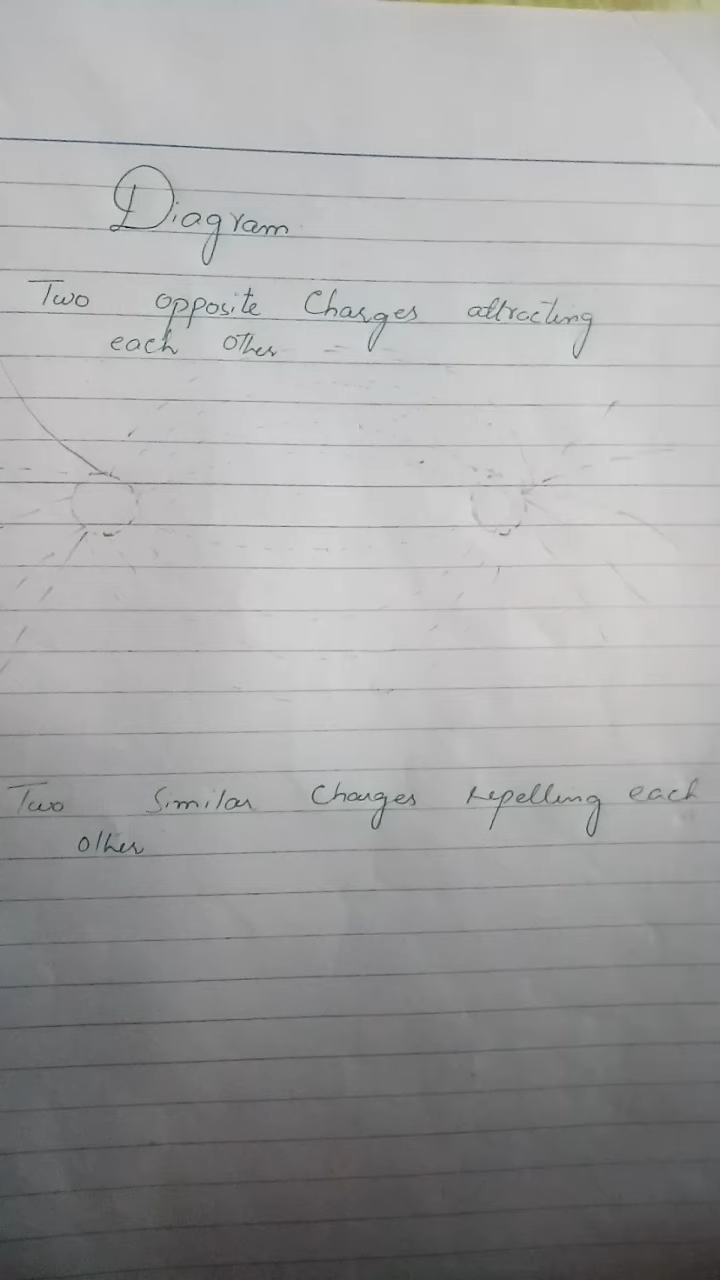 Diagram
Two opposite Charges attracting
each other
Two Similar Charges repelling each
other